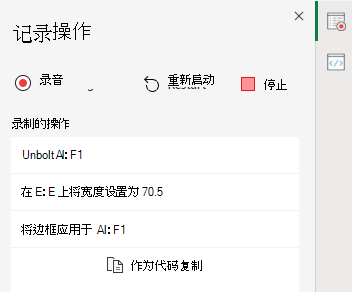 记录操作
录音 重新启动 停止
录制的操作
Unbolt AI: F1
在 E: E 上将宽度设置为 70.5
将边框应用于 AI: F1
作为代码复制